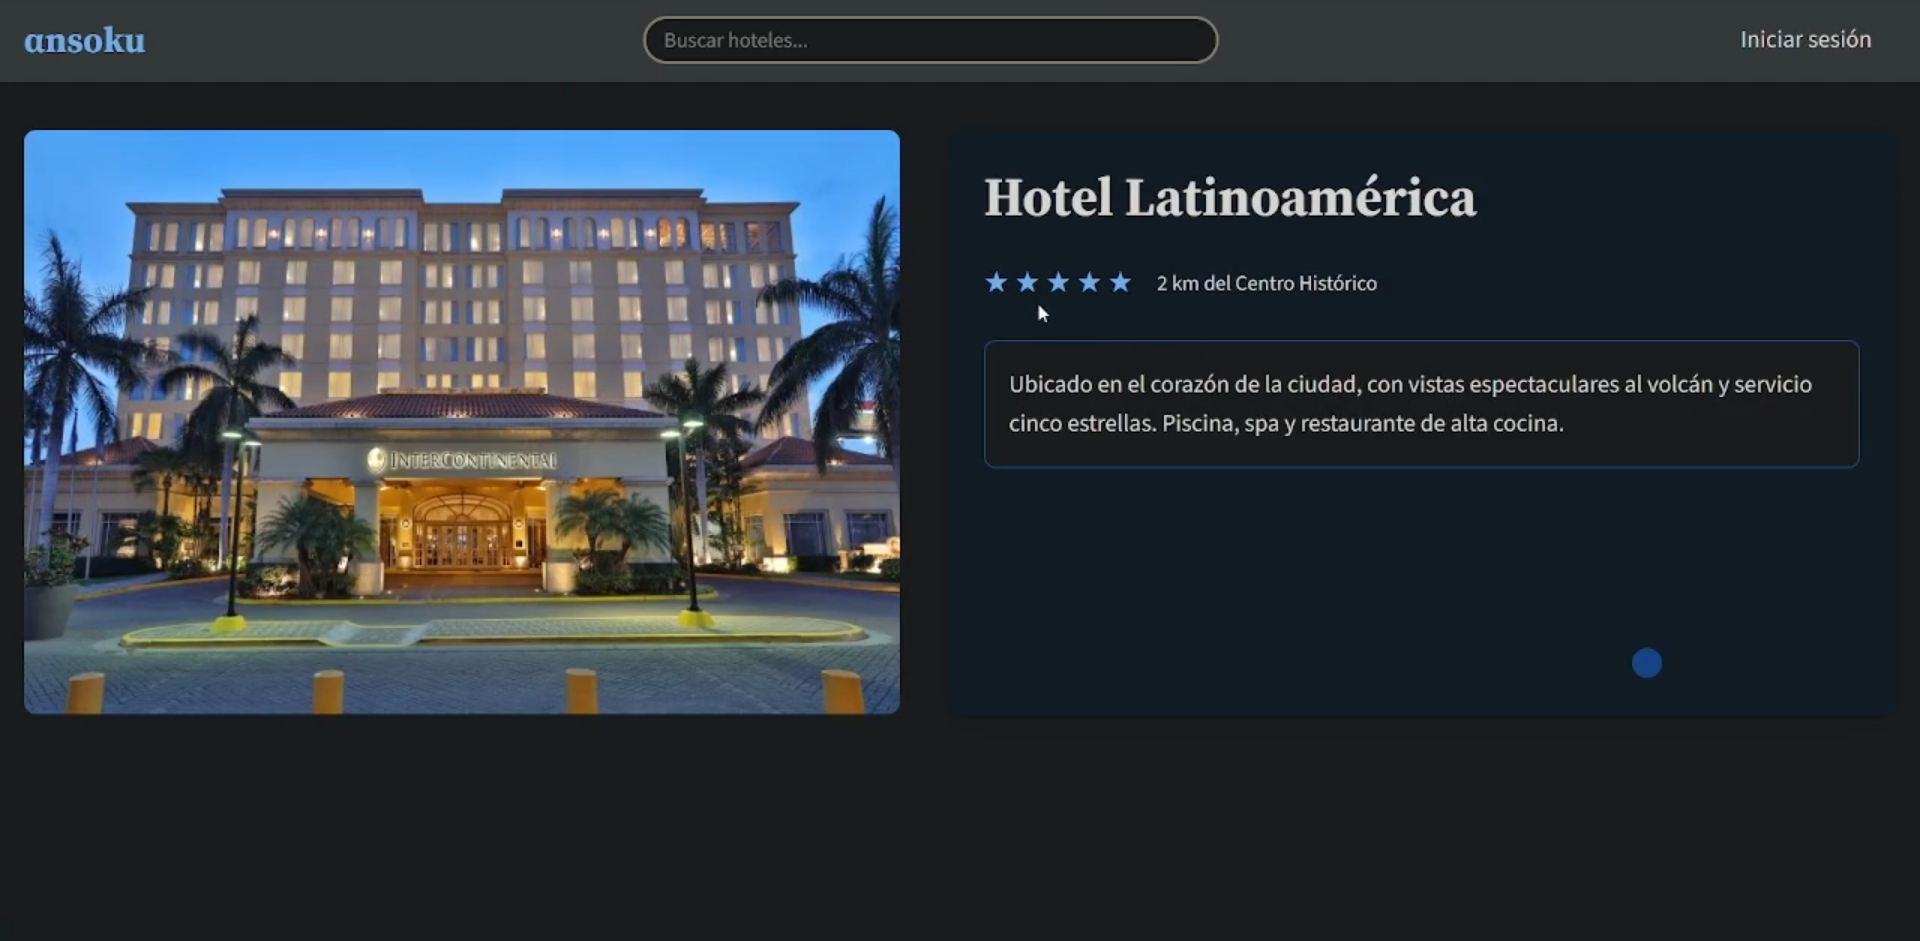 ansoku
Buscar hoteles...
Iniciar sesión
INTERCONTINENTAL
Hotel Latinoamérica
★★★★★ 2 km del Centro Histórico
Ubicado en el corazón de la ciudad, con vistas espectaculares al volcán y servicio
cinco estrellas. Piscina, spa y restaurante de alta cocina.